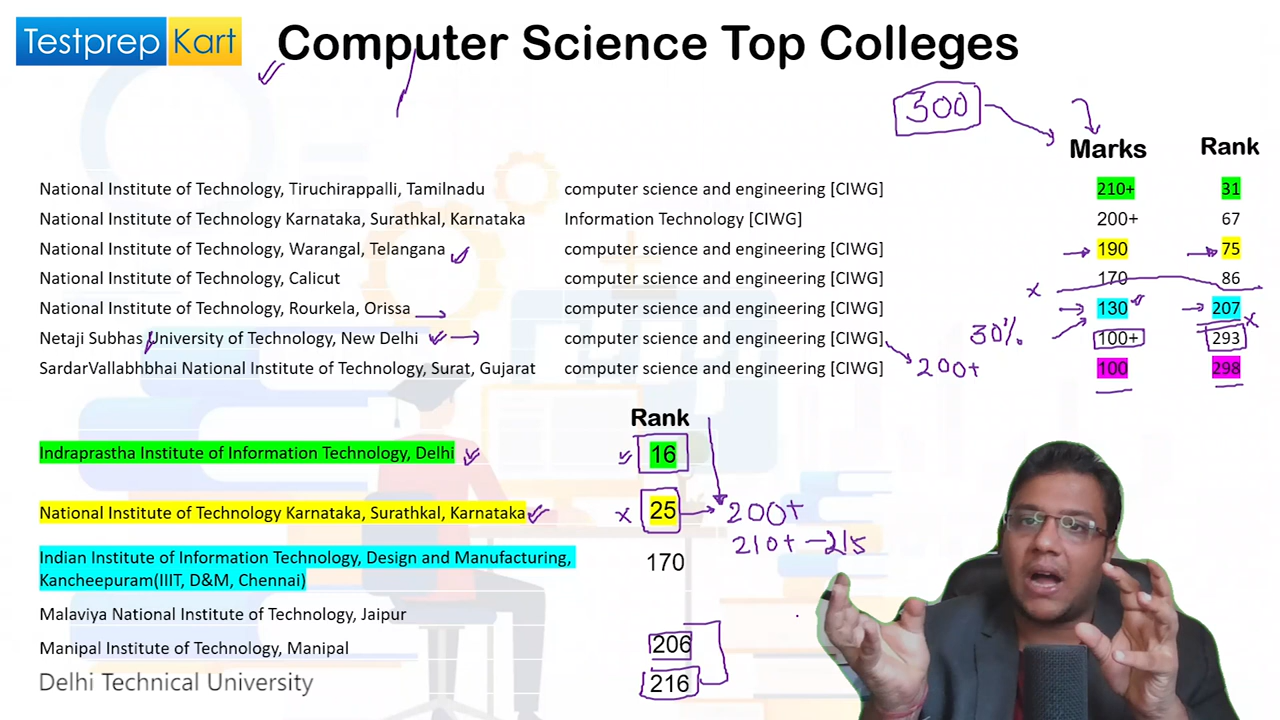 Testprep Kart
Computer Science Top Colleges
300
Marks Rank
National Institute of Technology, Tiruchirappalli, Tamilnadu computer science and engineering [CIWG] 210+ 31
National Institute of Technology Karnataka, Surathkal, Karnataka Information Technology [CIWG] 200+ 67
National Institute of Technology, Warangal, Telangana computer science and engineering [CIWG] 190 75
National Institute of Technology, Calicut computer science and engineering [CIWG] 170 86
National Institute of Technology, Rourkela, Orissa computer science and engineering [CIWG] 130 207
Netaji Subhas University of Technology, New Delhi computer science and engineering [CIWG] 30% 100+ 293
SardarVallabhbhai National Institute of Technology, Surat, Gujarat computer science and engineering [CIWG] 200+ 100 298
Rank
Indraprastha Institute of Information Technology, Delhi 16
National Institute of Technology Karnataka, Surathkal, Karnataka 25 200+
210+ - 215
Indian Institute of Information Technology, Design and Manufacturing, 170
Kancheepuram(IIIT, D&M, Chennai)
Malaviya National Institute of Technology, Jaipur
Manipal Institute of Technology, Manipal 206
Delhi Technical University 216